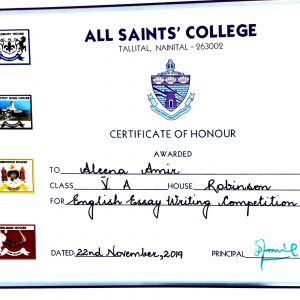 ALL SAINTS' COLLEGE
TALLITAL, NAINITAL - 263002
CERTIFICATE OF HONOUR
AWARDED
TO Aleena Amir
CLASS V A HOUSE Robinson
FOR English Essay Writing Competition
DATED: 22nd November, 2019 PRINCIPAL